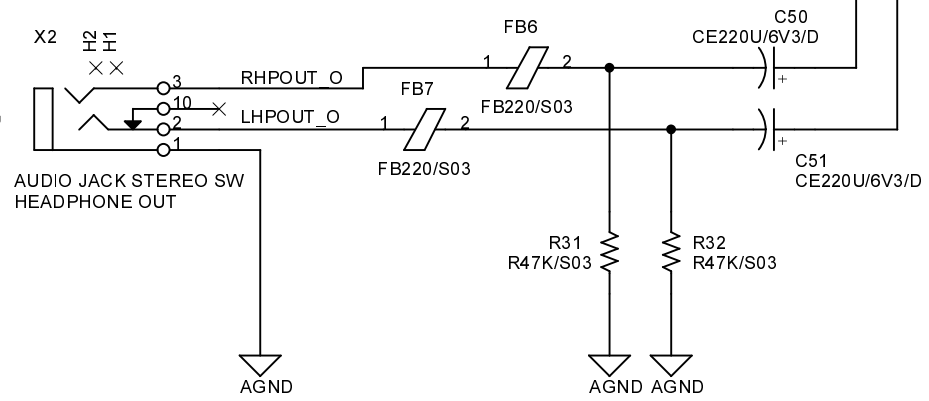 C50
CE220U/6V3/D
FB6
X2
H2
H1
1
2
3
RHPOUT_O
FB7
+
10
FB220/S03
LHPOUT_O
1
2
2
+
1
FB220/S03
C51
CE220U/6V3/D
AUDIO JACK STEREO SW
HEADPHONE OUT
R31
R47K/S03
R32
R47K/S03
AGND
AGND
AGND